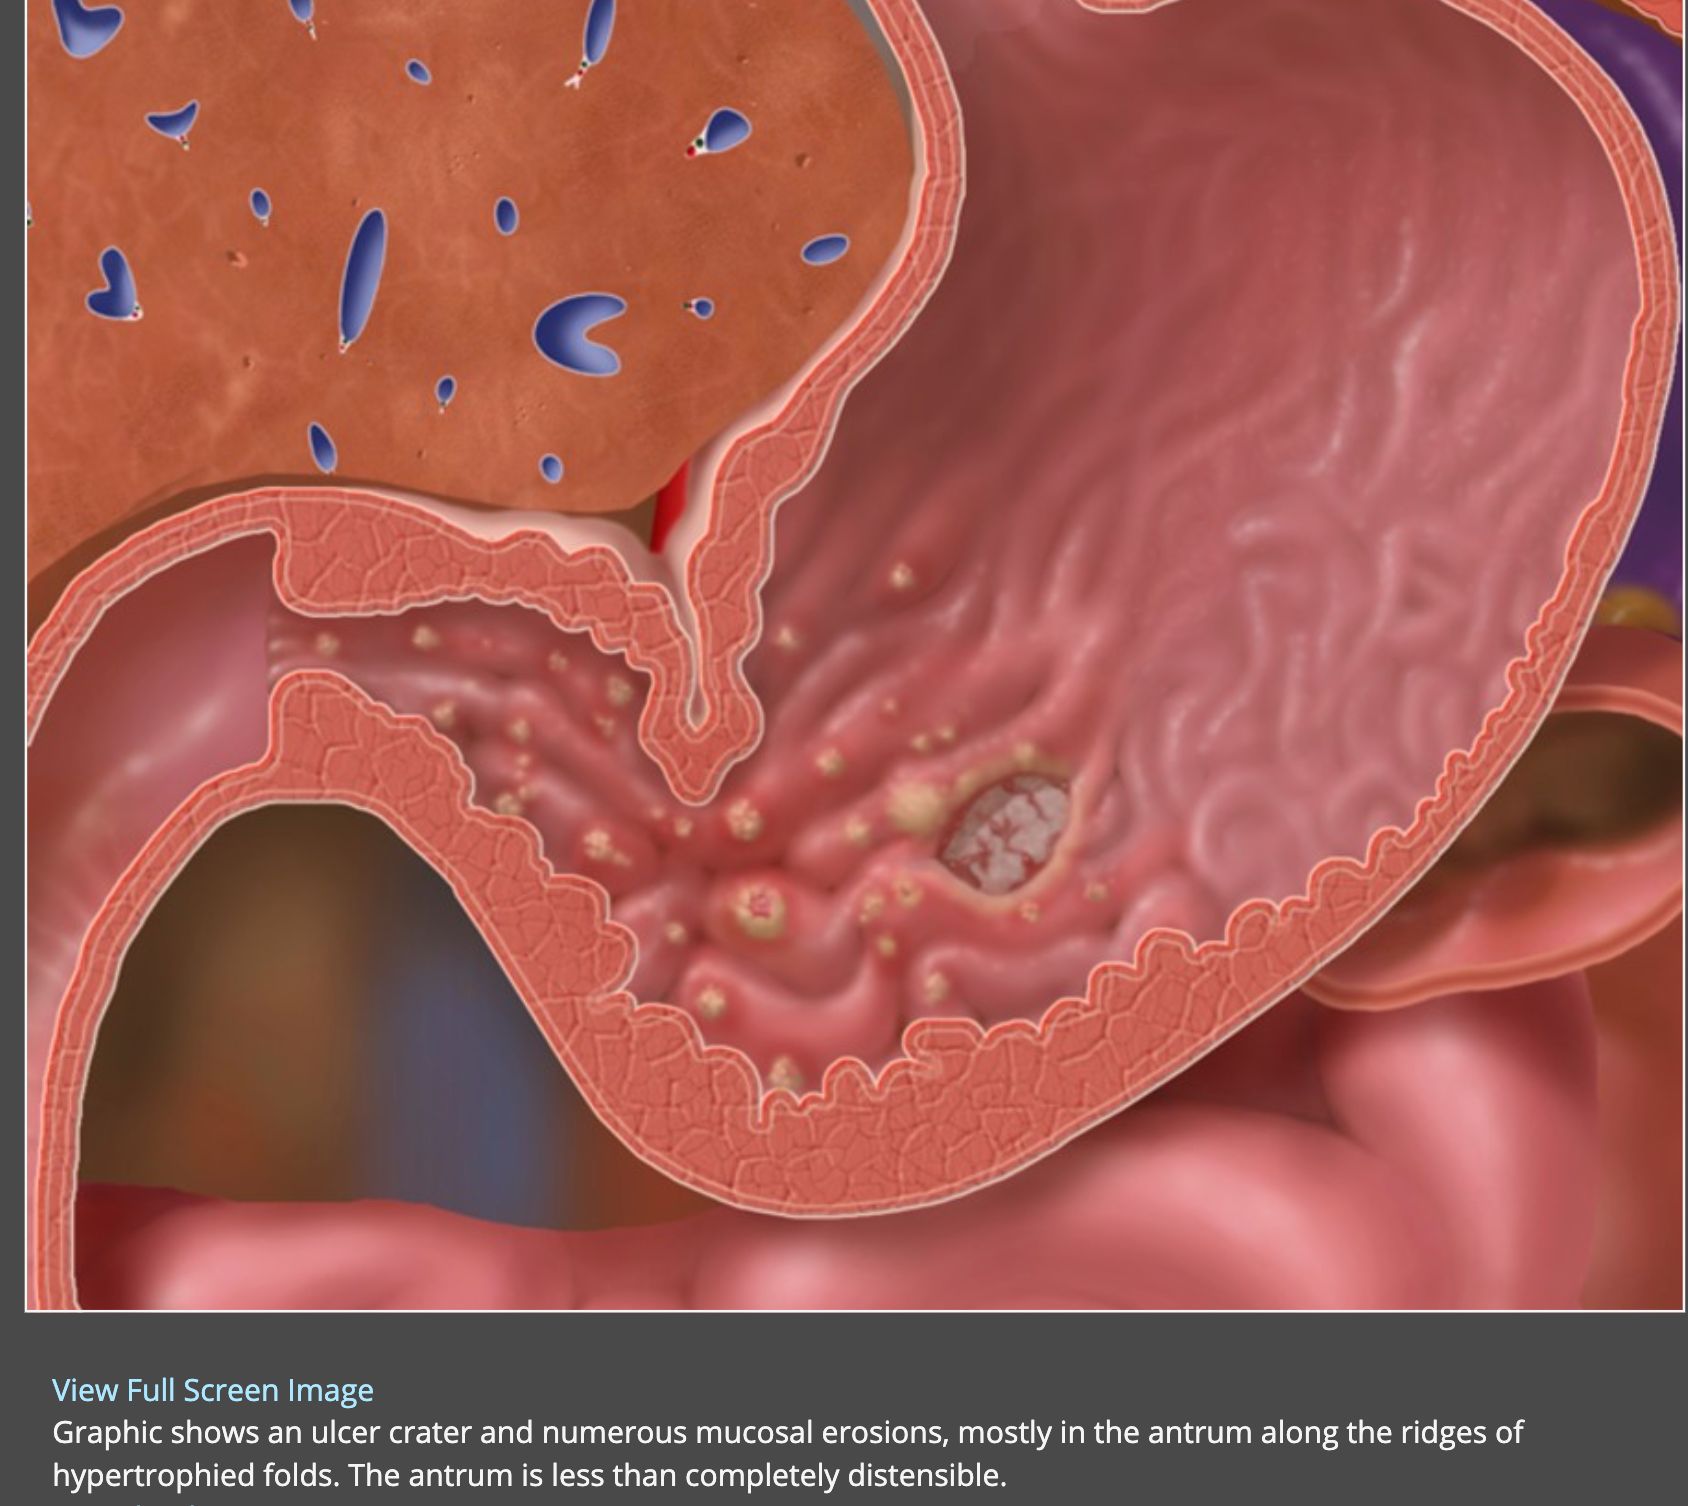 View Full Screen Image
Graphic shows an ulcer crater and numerous mucosal erosions, mostly in the antrum along the ridges of
hypertrophied folds. The antrum is less than completely distensible.